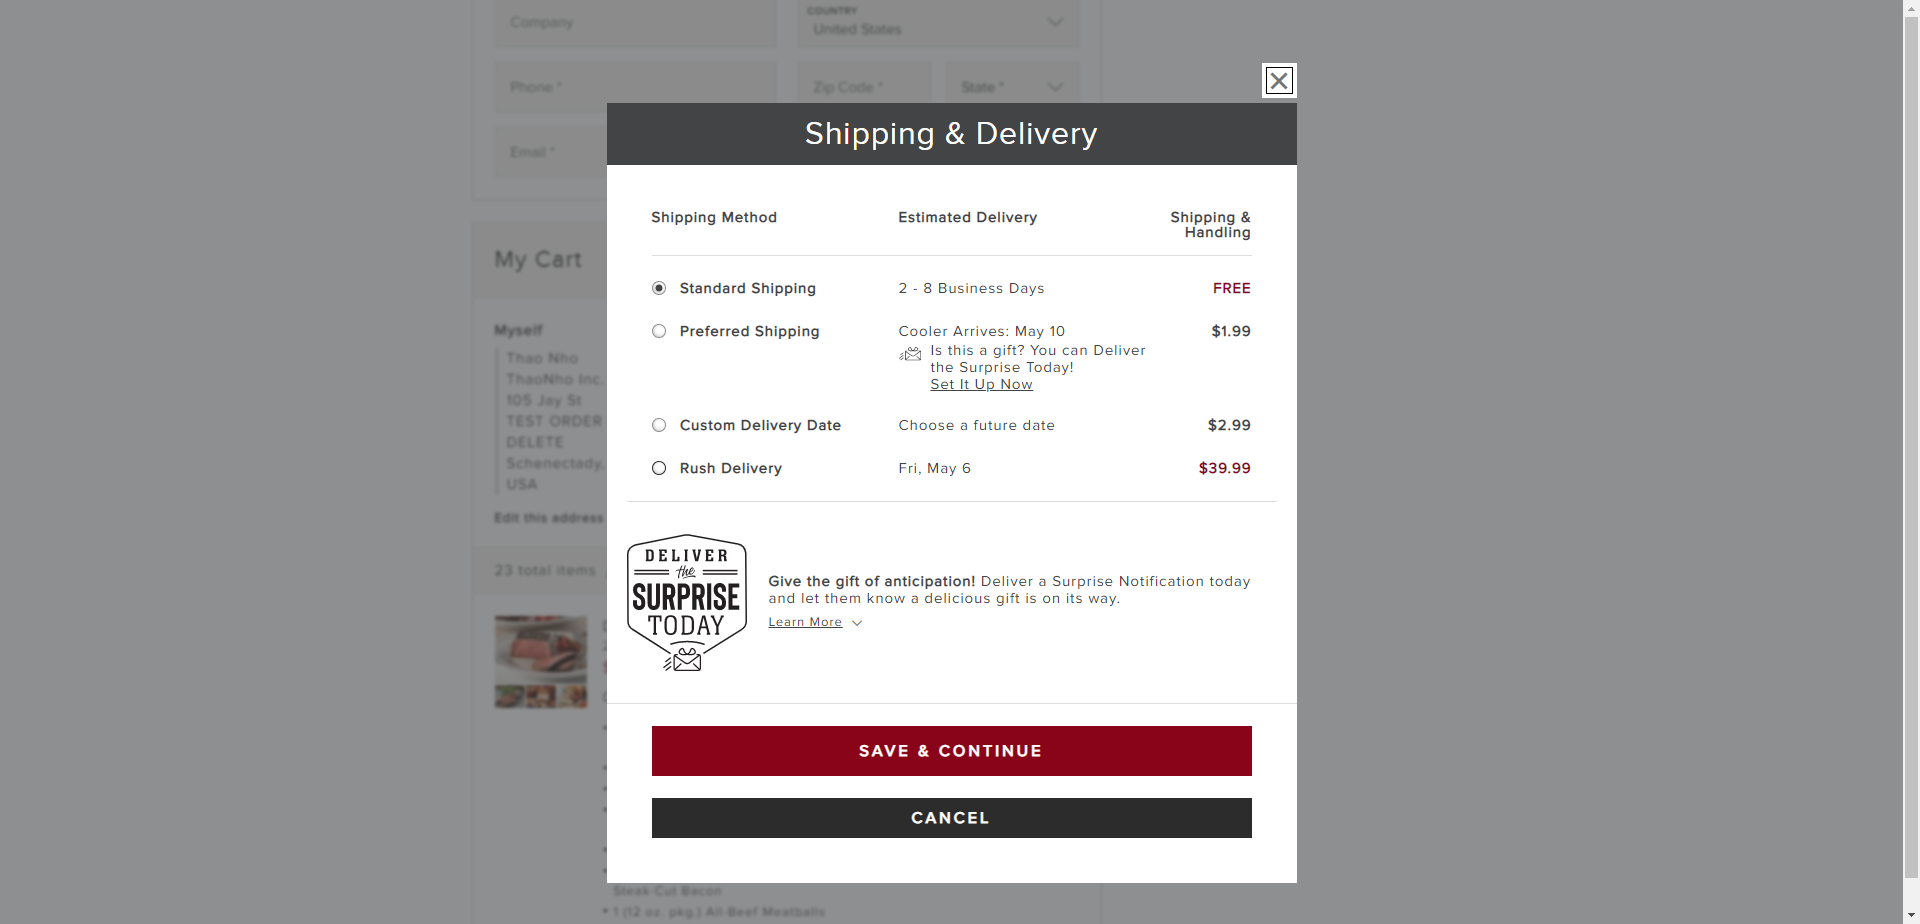 Company
COUNTRY
United States
Phone *
Zip Code *
State *
Email *
Shipping & Delivery
Shipping Method
Estimated Delivery
Shipping &
Handling
Standard Shipping
2 - 8 Business Days
FREE
Preferred Shipping
Cooler Arrives: May 10
$1.99
Is this a gift? You can Deliver
the Surprise Today!
Set It Up Now
Custom Delivery Date
Choose a future date
$2.99
Rush Delivery
Fri, May 6
$39.99
DELIVER
the
SURPRISE
TODAY
Give the gift of anticipation! Deliver a Surprise Notification today
and let them know a delicious gift is on its way.
Learn More
SAVE & CONTINUE
CANCEL
My Cart
Myself
Thao Nho
ThaoNho Inc.
105 Jay St
TEST ORDER
DELETE
Schenectady,
USA
Edit this address
23 total items
Steak-Cut Bacon
• 1 (12 oz. pkg.) All-Beef Meatballs